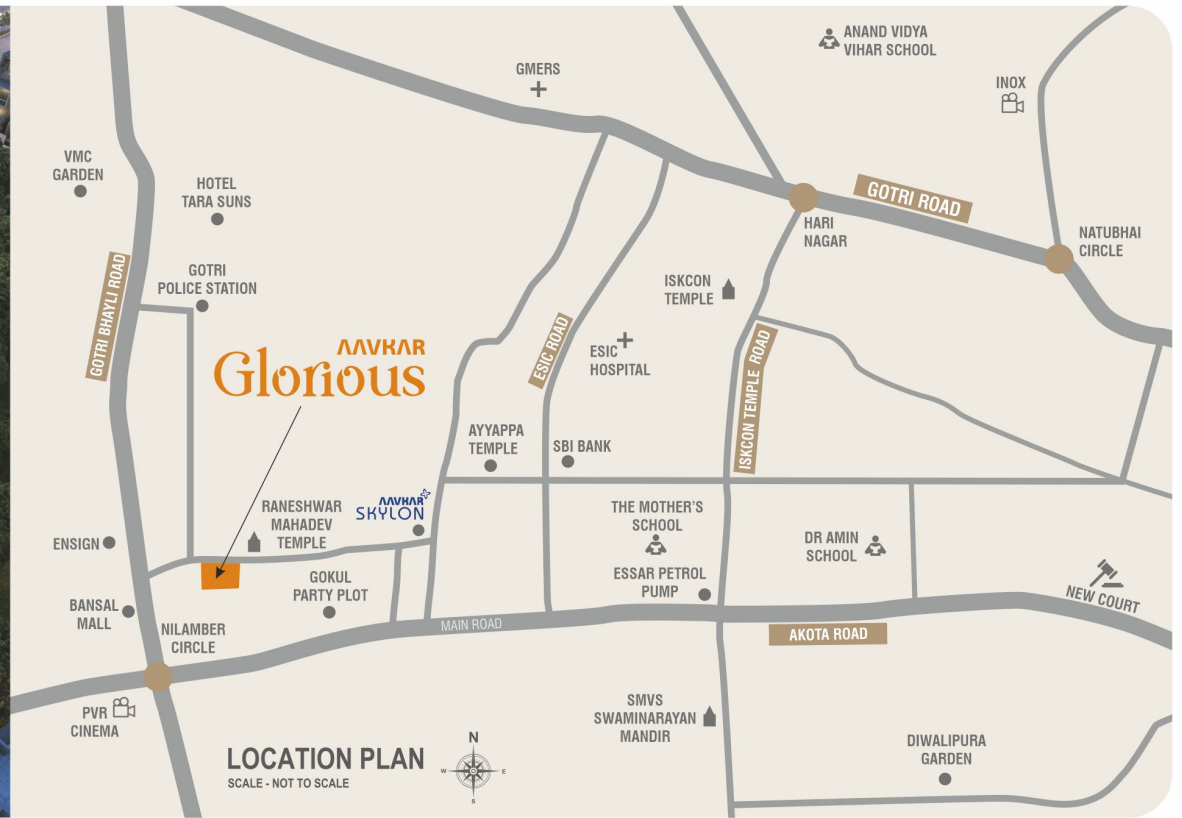 ANAND VIDYA
VIHAR SCHOOL
GMERS
INOX
VMC
GARDEN
HOTEL
TARA SUNS
GOTRI ROAD
HARI
NAGAR
NATUBHAI
CIRCLE
GOTRI
POLICE STATION
GOTRI BHAYLI ROAD
ISKCON
TEMPLE
AAVKAR
Glorious
ESIC ROAD
ESIC
HOSPITAL
ISKCON TEMPLE ROAD
AYYAPPA
TEMPLE
SBI BANK
RANESHWAR
MAHADEV
TEMPLE
AAVKAR
SKYLON
THE MOTHER'S
SCHOOL
DR AMIN
SCHOOL
ENSIGN
GOKUL
PARTY PLOT
ESSAR PETROL
PUMP
NEW COURT
BANSAL
MALL
NILAMBER
CIRCLE
MAIN ROAD
AKOTA ROAD
PVR
CINEMA
SMVS
SWAMINARAYAN
MANDIR
DIWALIPURA
GARDEN
LOCATION PLAN
SCALE - NOT TO SCALE
N
W
E
S